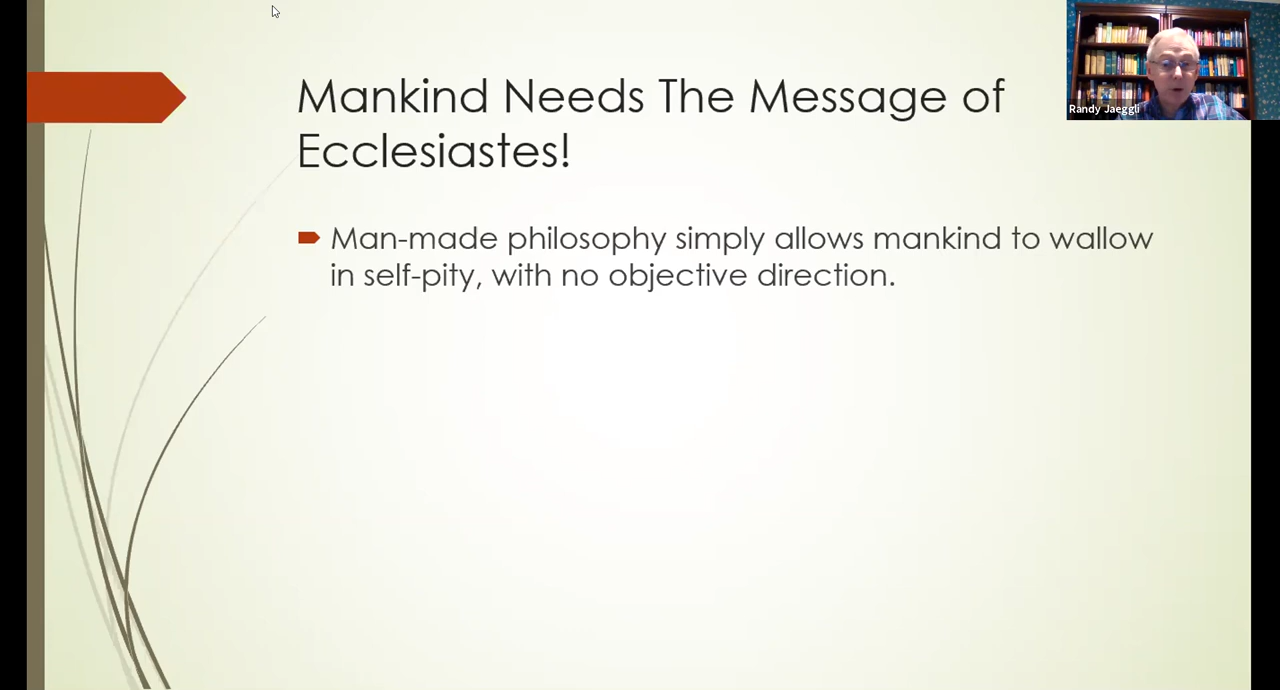 Mankind Needs The Message of
Ecclesiastes!
Randy Jaeggli
Man-made philosophy simply allows mankind to wallow
in self-pity, with no objective direction.